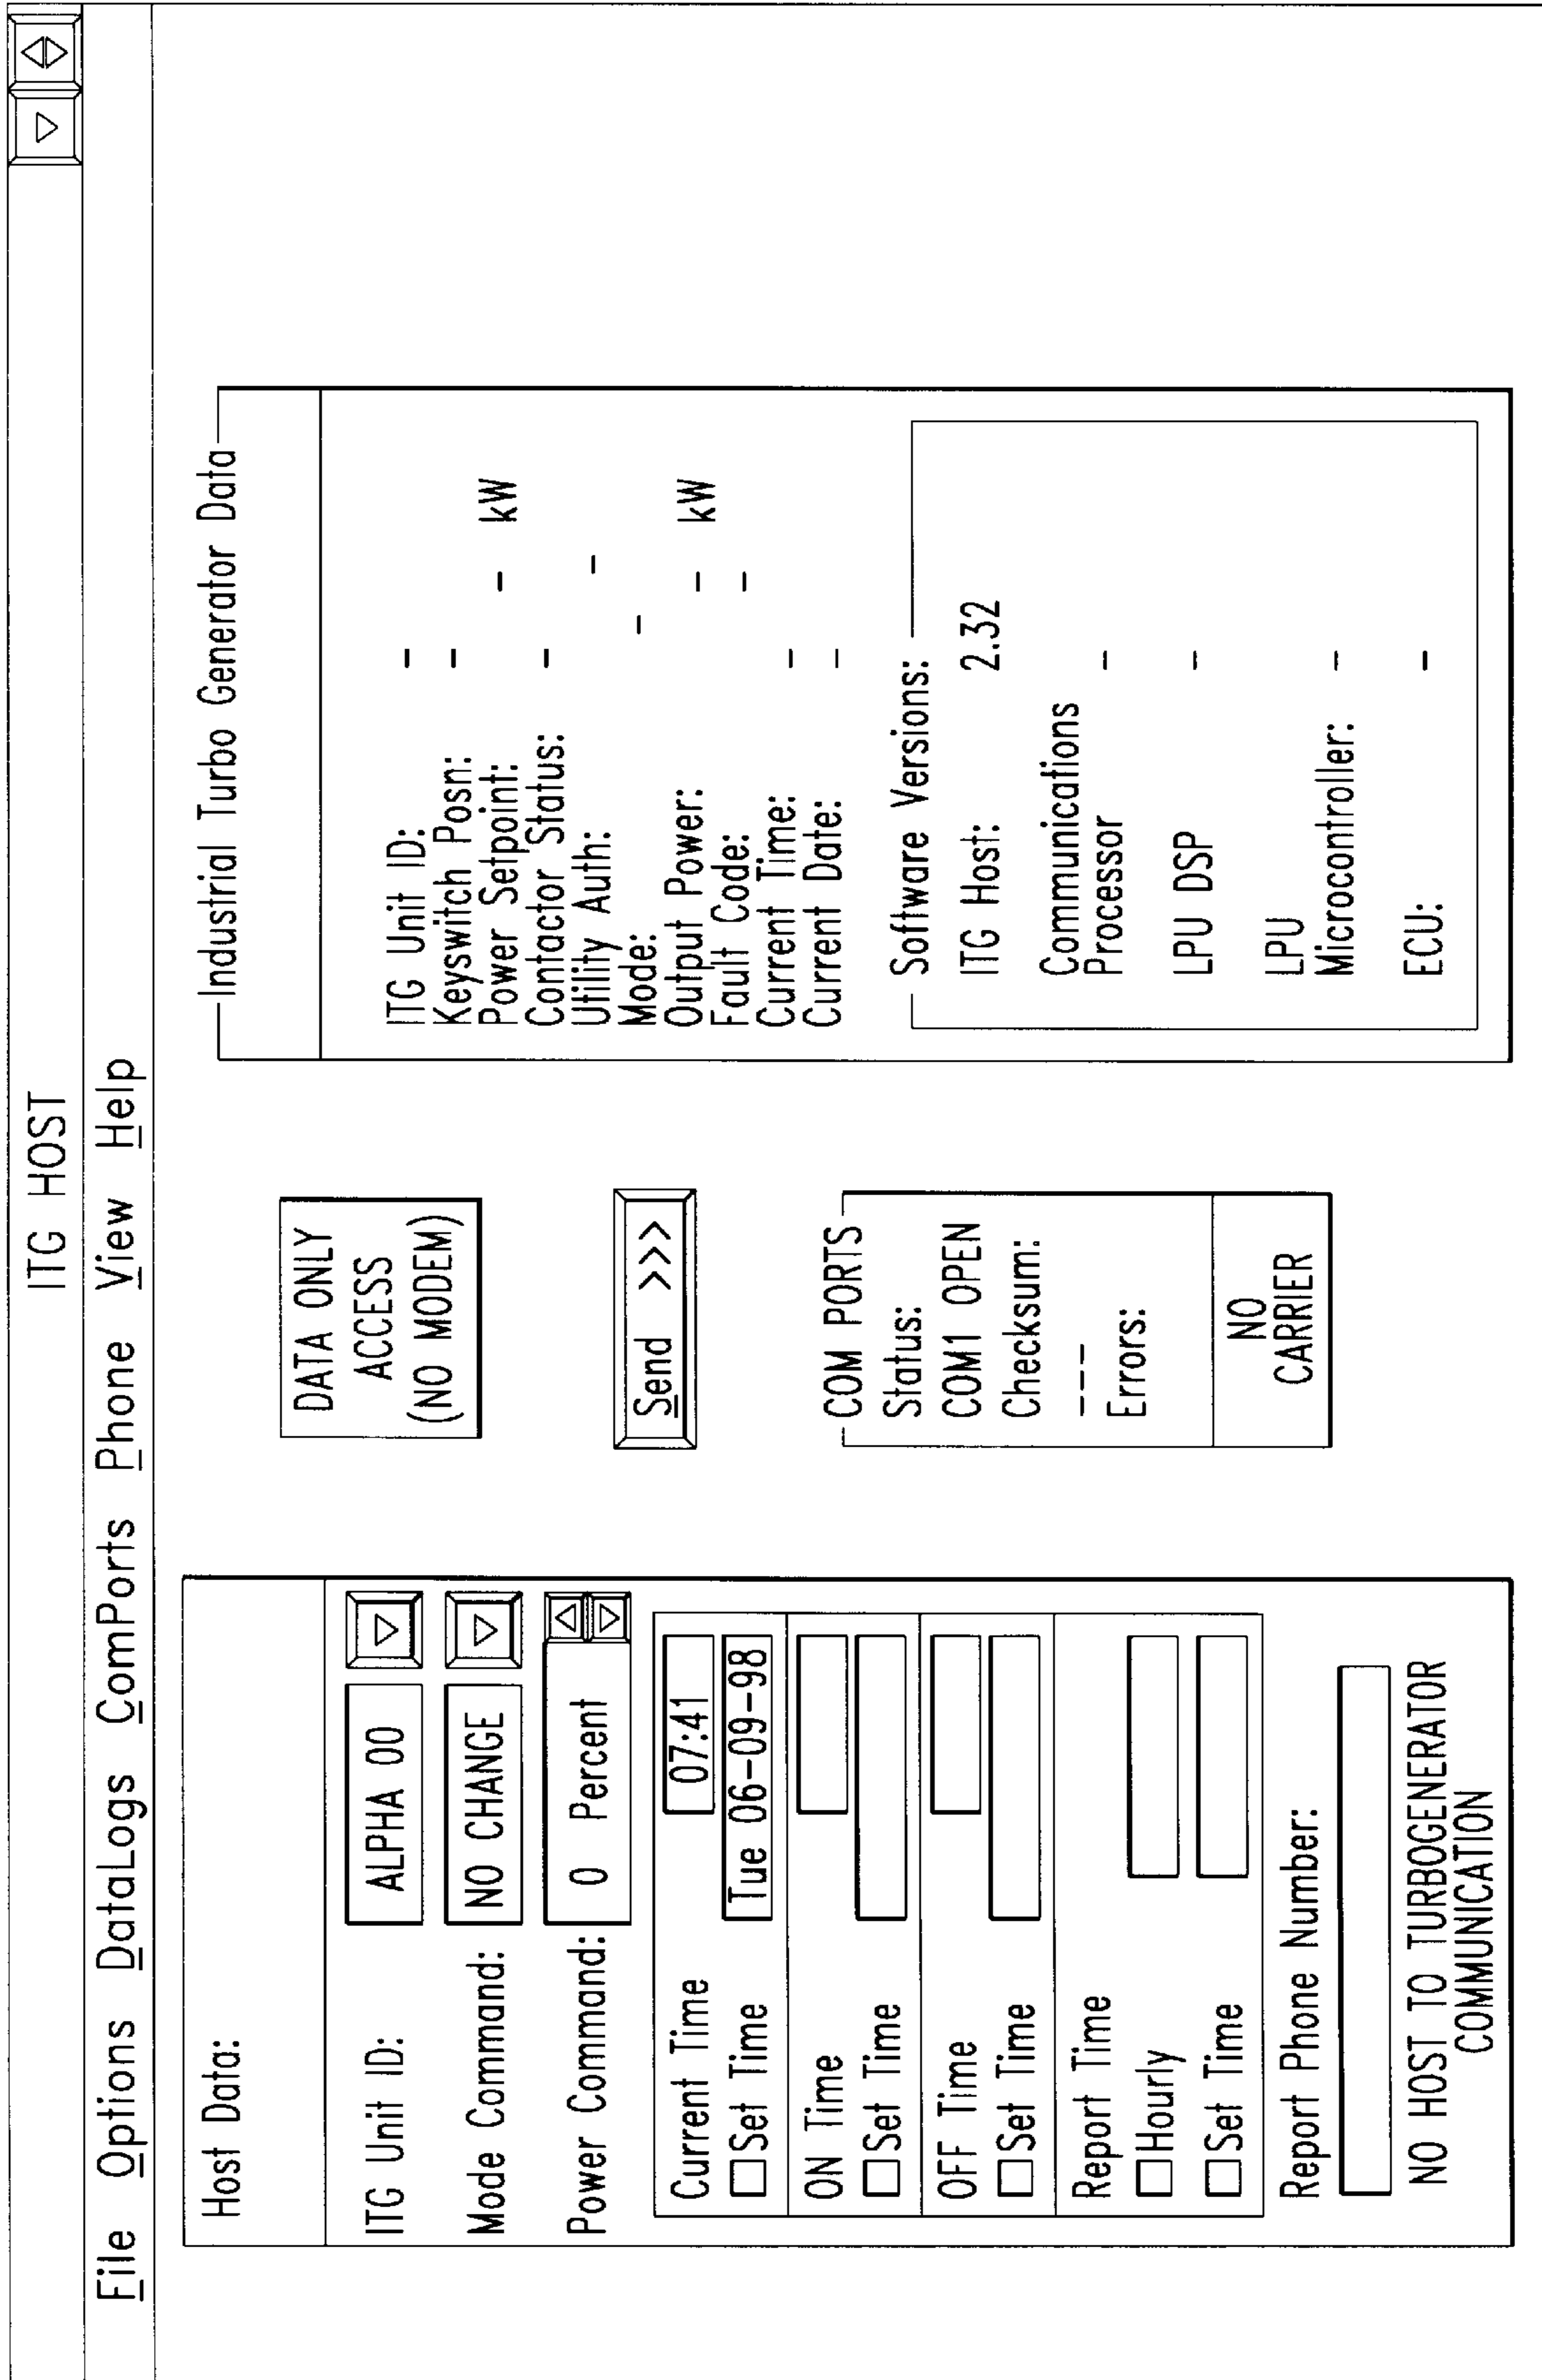 ITG HOST
File Options DataLogs ComPorts Phone View Help
Host Data:
ITG Unit ID: ALPHA 00
Mode Command: NO CHANGE
Power Command: 0 Percent
Current Time 07:41
Set Time Tue 06-09-98
ON Time
Set Time
OFF Time
Set Time
Report Time
Hourly
Set Time
Report Phone Number:
NO HOST TO TURBOGENERATOR
COMMUNICATION
DATA ONLY
ACCESS
(NO MODEM)
Send >>>
COM PORTS
Status:
COM1 OPEN
Checksum:
---
Errors:
NO
CARRIER
Industrial Turbo Generator Data
ITG Unit ID: -
Keyswitch Posn: -
Power Setpoint: - kW
Contactor Status: -
Utility Auth: -
Mode: -
Output Power: - kW
Fault Code: -
Current Time: -
Current Date: -
Software Versions:
ITG Host: 2.32
Communications
Processor -
LPU DSP -
LPU
Microcontroller: -
ECU: -